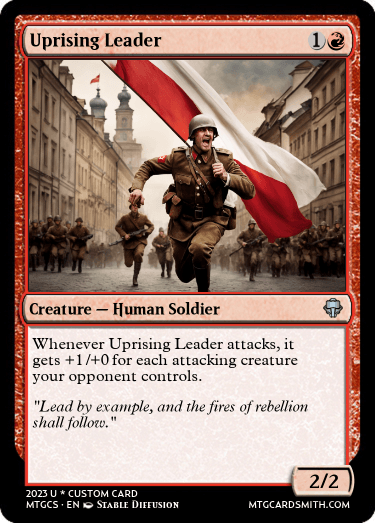 Uprising Leader 1
Creature — Human Soldier
Whenever Uprising Leader attacks, it
gets +1/+0 for each attacking creature
your opponent controls.
"Lead by example, and the fires of rebellion
shall follow."
2/2
2023 U * CUSTOM CARD
MTGCS · EN Stable Diffusion
MTGCARDSMITH.COM